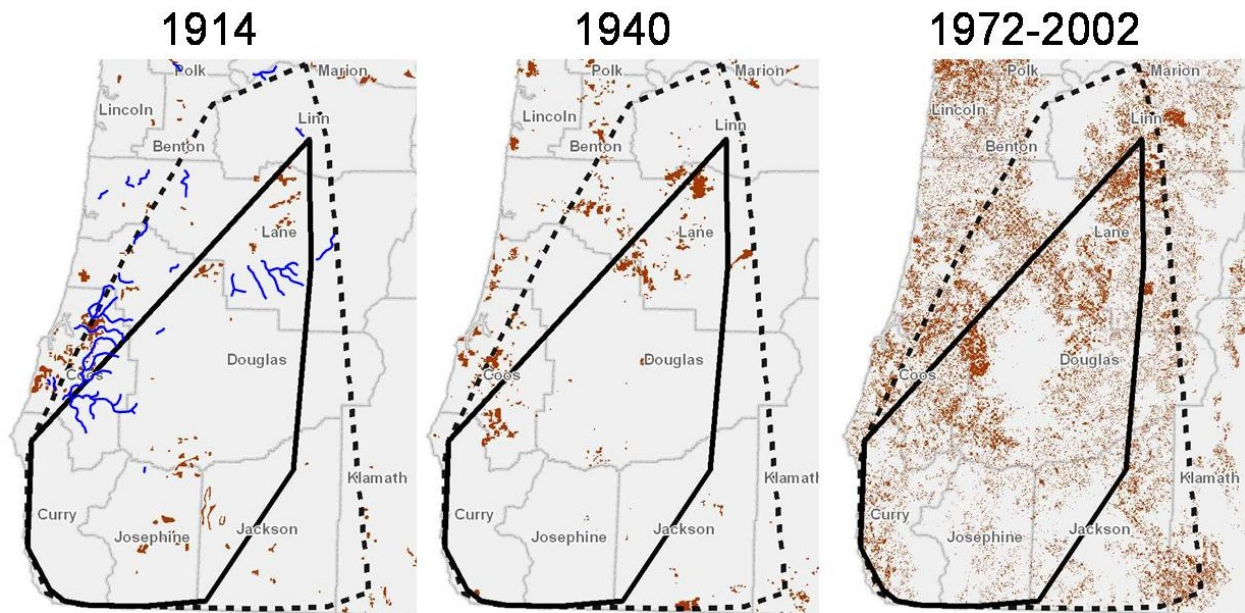 1914
1940
1972-2002
Polk
Marion
Lincoln
Linn
Benton
Lane
Douglas
Coos
Klamath
Curry
Josephine
Jackson
Polk
Marion
Lincoln
Linn
Benton
Lane
Douglas
Coos
Klamath
Curry
Josephine
Jackson
Polk
Marion
Lincoln
Linn
Benton
Lane
Douglas
Coos
Klamath
Curry
Josephine
Jackson